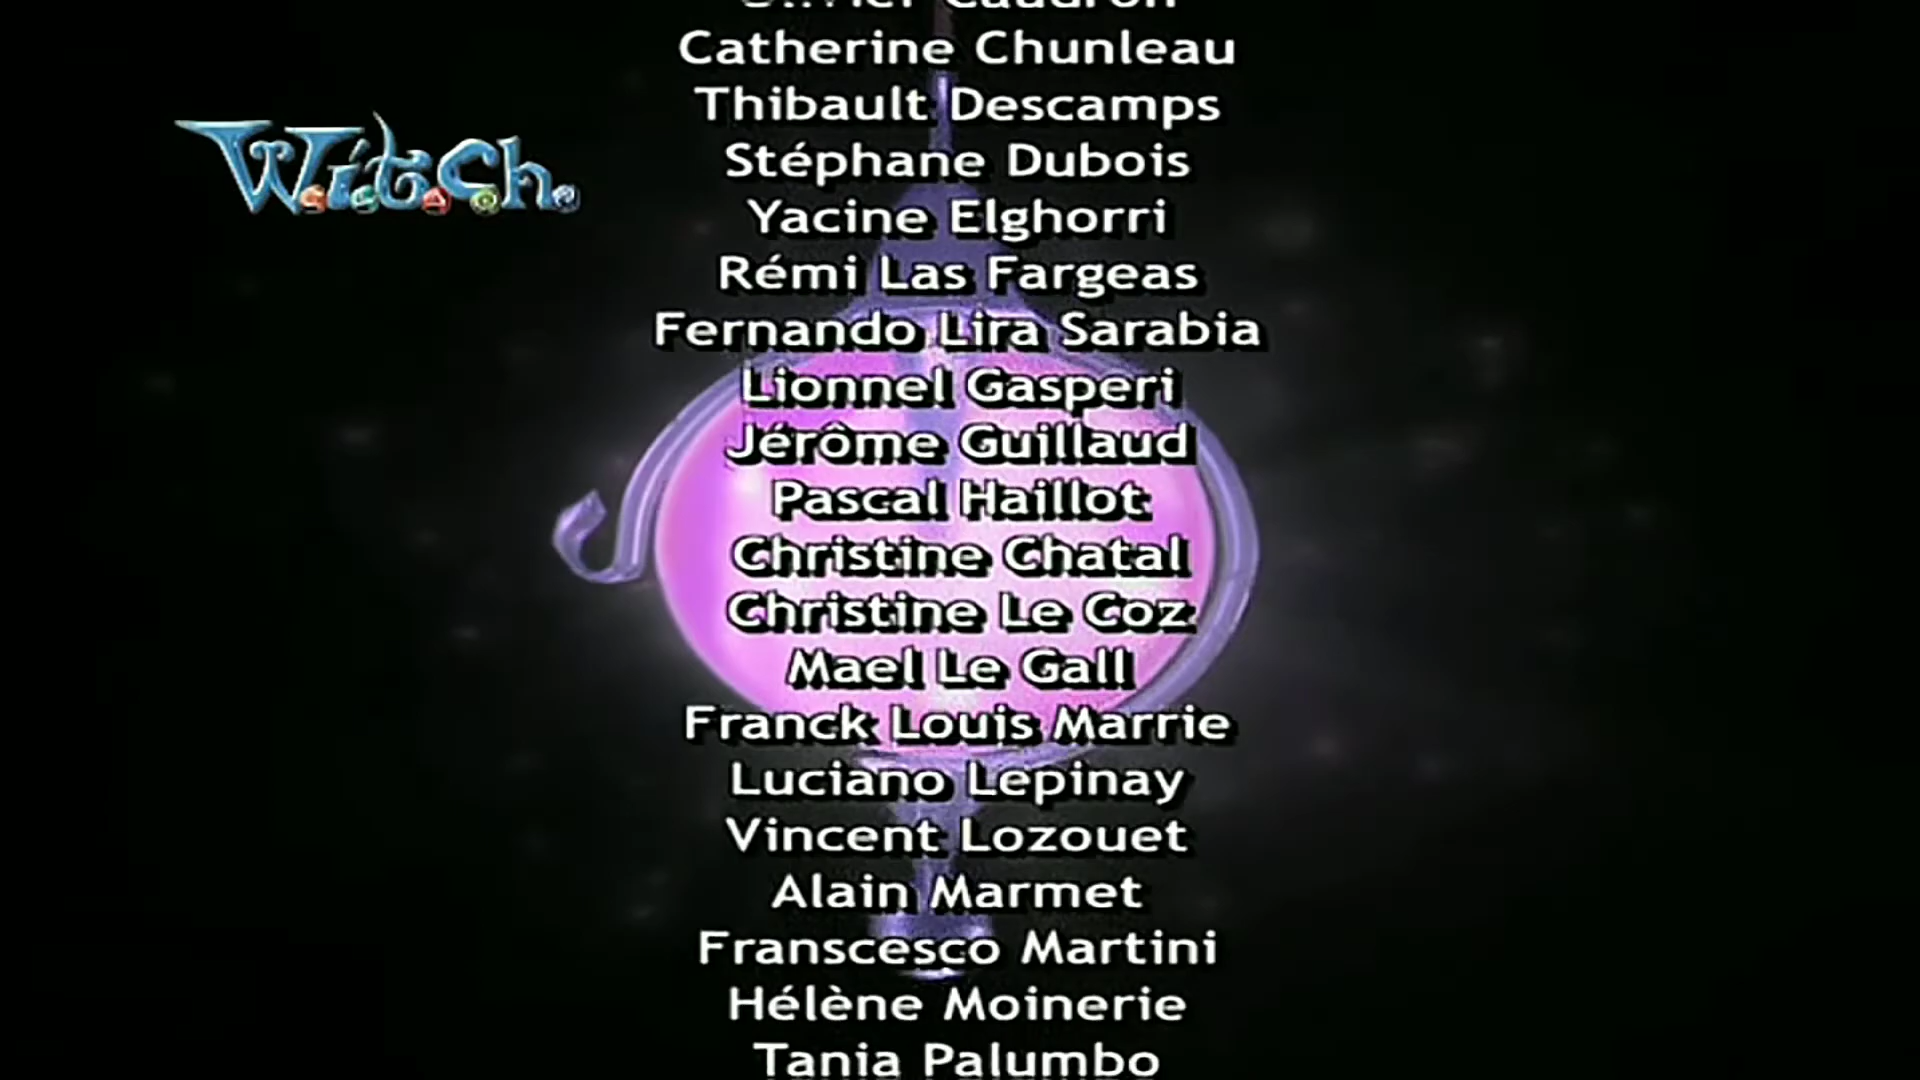 W.i.t.c.h.
Catherine Chunleau
Thibault Descamps
Stéphane Dubois
Yacine Elghorri
Rémi Las Fargeas
Fernando Lira Sarabia
Lionnel Gasperi
Jérôme Guillaud
Pascal Haillot
Christine Chatal
Christine Le Coz
Mael Le Gall
Franck Louis Marrie
Luciano Lepinay
Vincent Lozouet
Alain Marmet
Franscesco Martini
Hélène Moinerie
Tania Palumbo